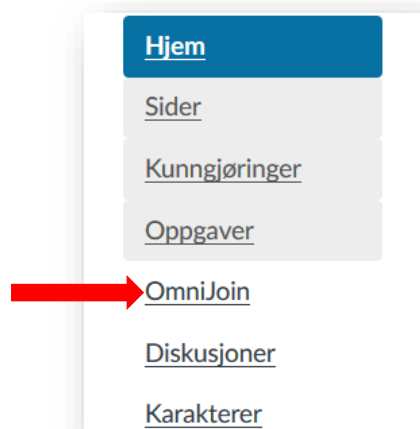 Hjem
Sider
Kunngjøringer
Oppgaver
OmniJoin
Diskusjoner
Karakterer